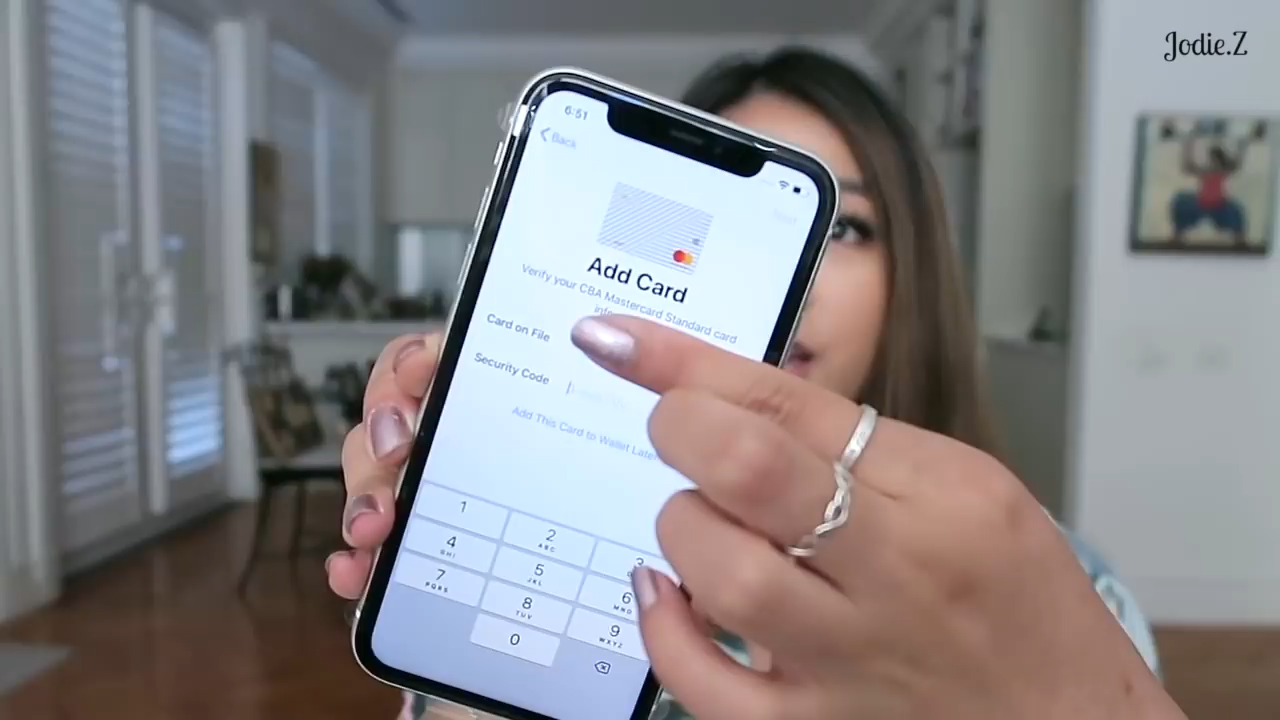 Jodie.Z
6:51
Back
Add Card
Verify your CBA Mastercard Standard card
Card on File
Security Code
Add This Card to Wallet Later
1
2
ABC
3
4
GHI
5
JKL
6
MNO
7
PQRS
8
TUV
9
WXYZ
0